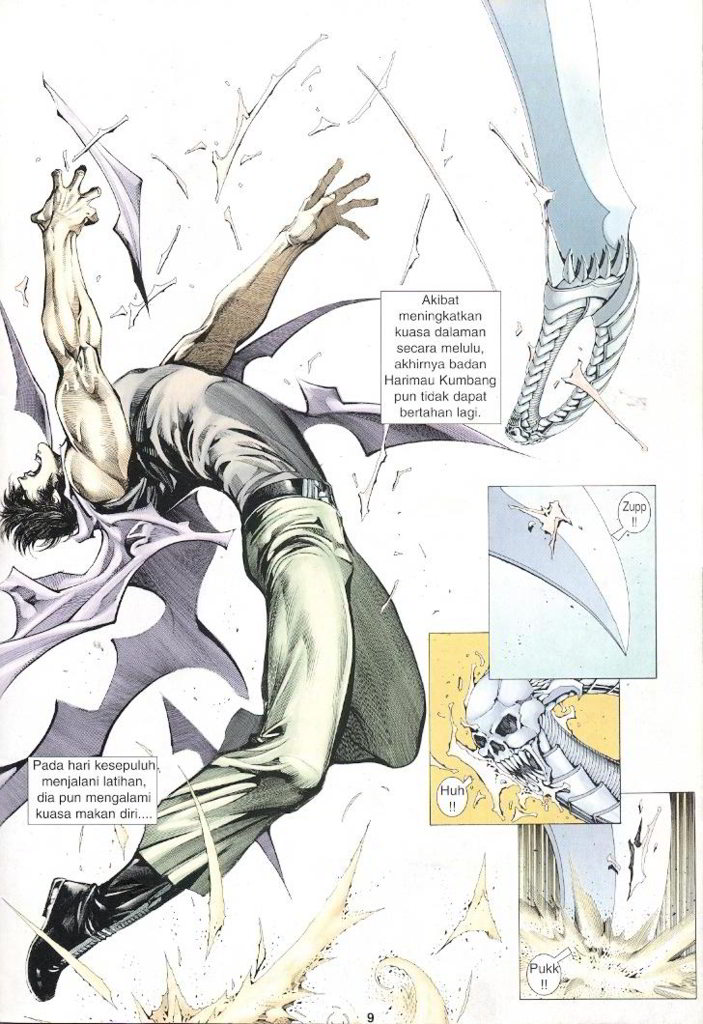 Akibat
meningkatkan
kuasa dalaman
secara melulu,
akhirnya badan
Harimau Kumbang
pun tidak dapat
bertahan lagi.
Zupp
!!
Huh
!!
Pada hari kesepuluh
menjalani latihan,
dia pun mengalami
kuasa makan diri....
Pukk
!!
9